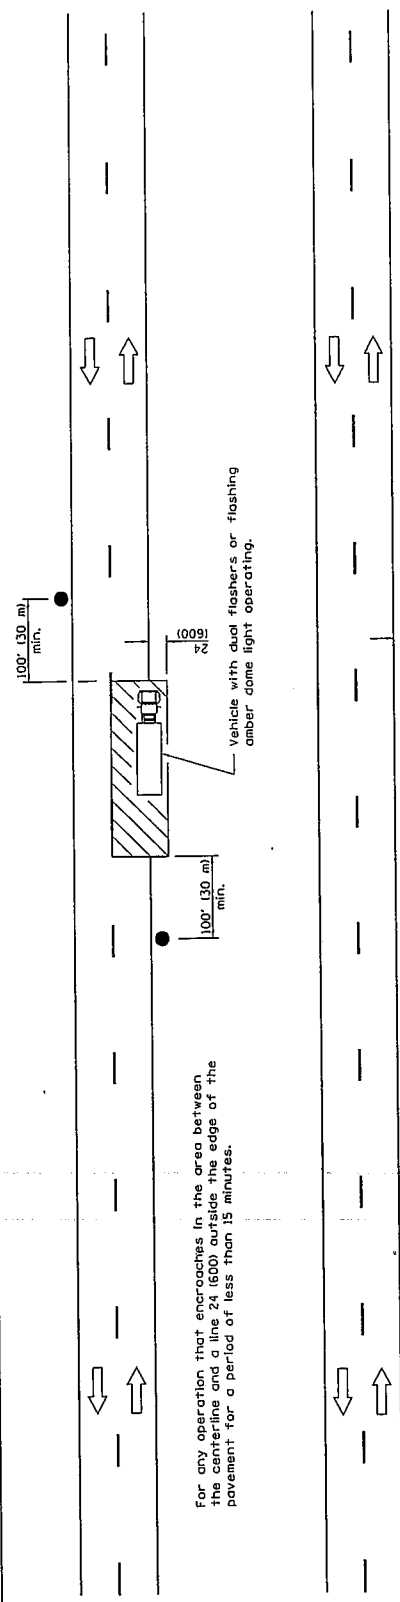 100' (30 m)
min.
24
(600)
Vehicle with dual flashers or flashing
amber dome light operating.
100' (30 m)
min.
For any operation that encroaches in the area between
the centerline and a line 24 (600) outside the edge of the
pavement for a period of less than 15 minutes.